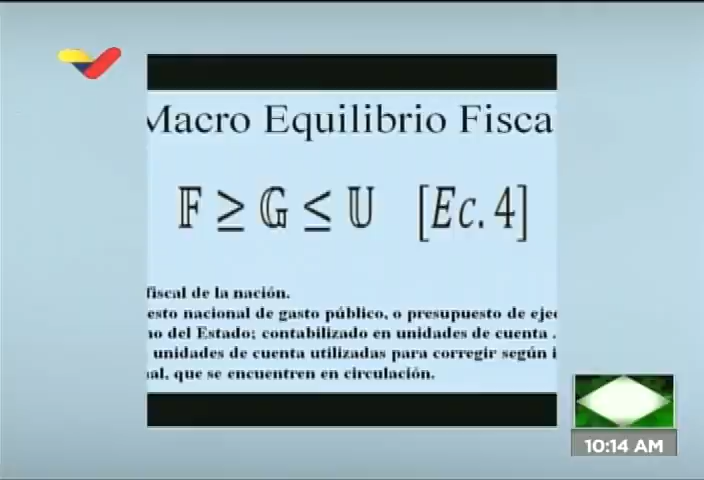 Macro Equilibrio Fisca
𝔽 ≥ 𝔾 ≤ 𝕌 [Ec. 4]
fiscal de la nación.
esto nacional de gasto público, o presupuesto de ejec
no del Estado; contabilizado en unidades de cuenta .
unidades de cuenta utilizadas para corregir según i
al, que se encuentren en circulación.
10:14 AM